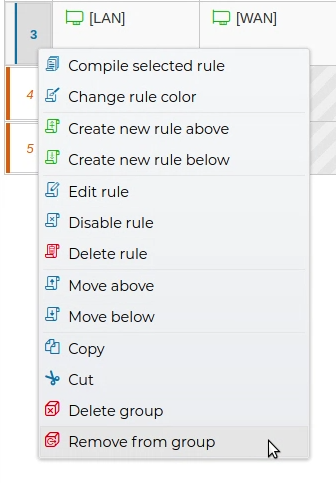 3 [LAN] [WAN]
Compile selected rule
4 Change rule color
Create new rule above
5 Create new rule below
Edit rule
Disable rule
Delete rule
Move above
Move below
Copy
Cut
Delete group
Remove from group